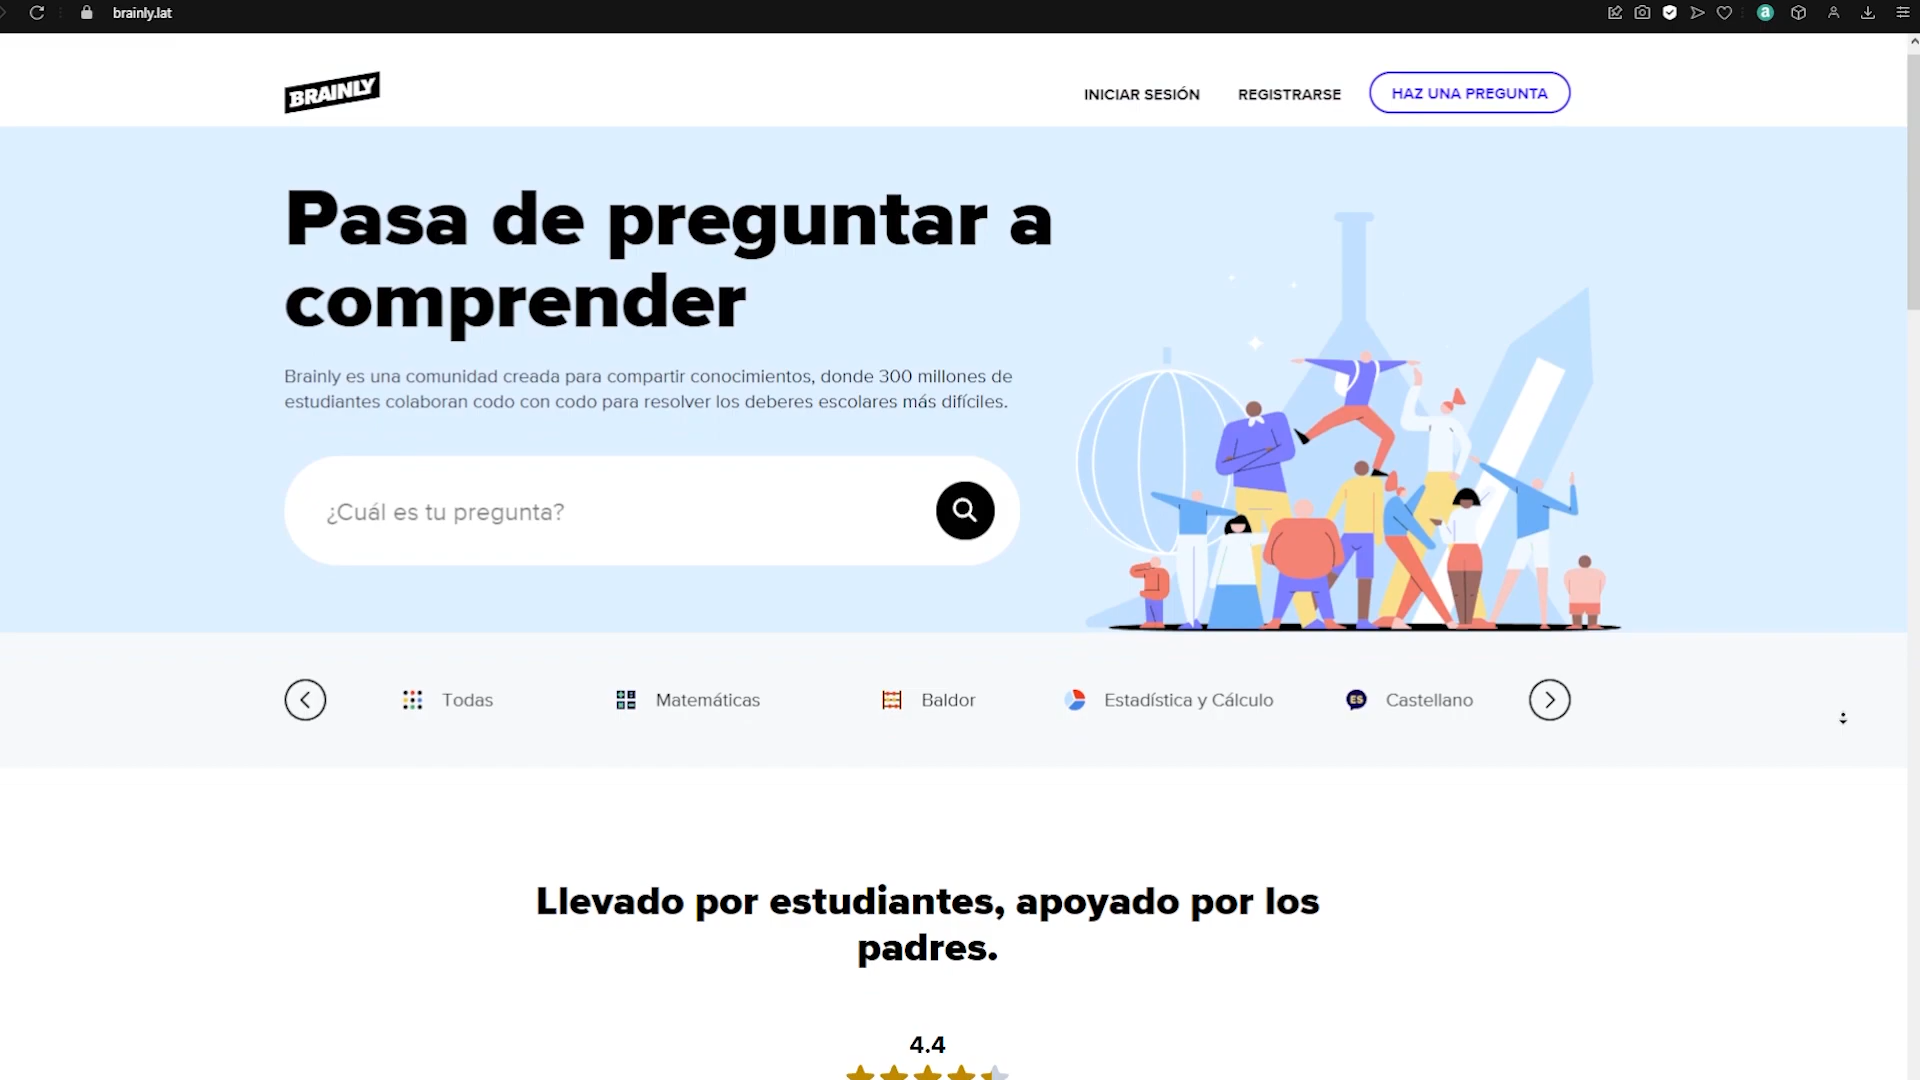 brainly.lat
BRAINLY
INICIAR SESIÓN
REGISTRARSE
HAZ UNA PREGUNTA
Pasa de preguntar a
comprender
Brainly es una comunidad creada para compartir conocimientos, donde 300 millones de
estudiantes colaboran codo con codo para resolver los deberes escolares más difíciles.
¿Cuál es tu pregunta?
Todas
Matemáticas
Baldor
Estadística y Cálculo
ES
Castellano
Llevado por estudiantes, apoyado por los
padres.
4.4